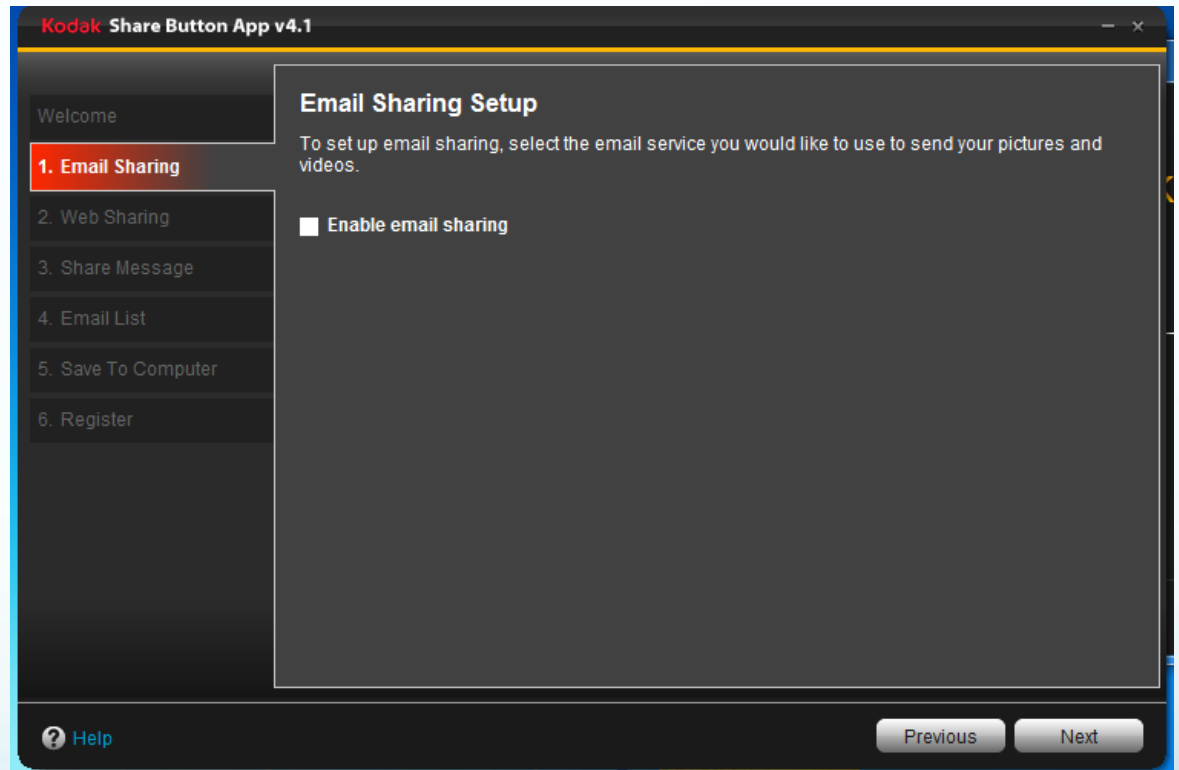 Kodak Share Button App v4.1
Welcome
1. Email Sharing
2. Web Sharing
3. Share Message
4. Email List
5. Save To Computer
6. Register
Email Sharing Setup
To set up email sharing, select the email service you would like to use to send your pictures and
videos.
Enable email sharing
Help
Previous
Next